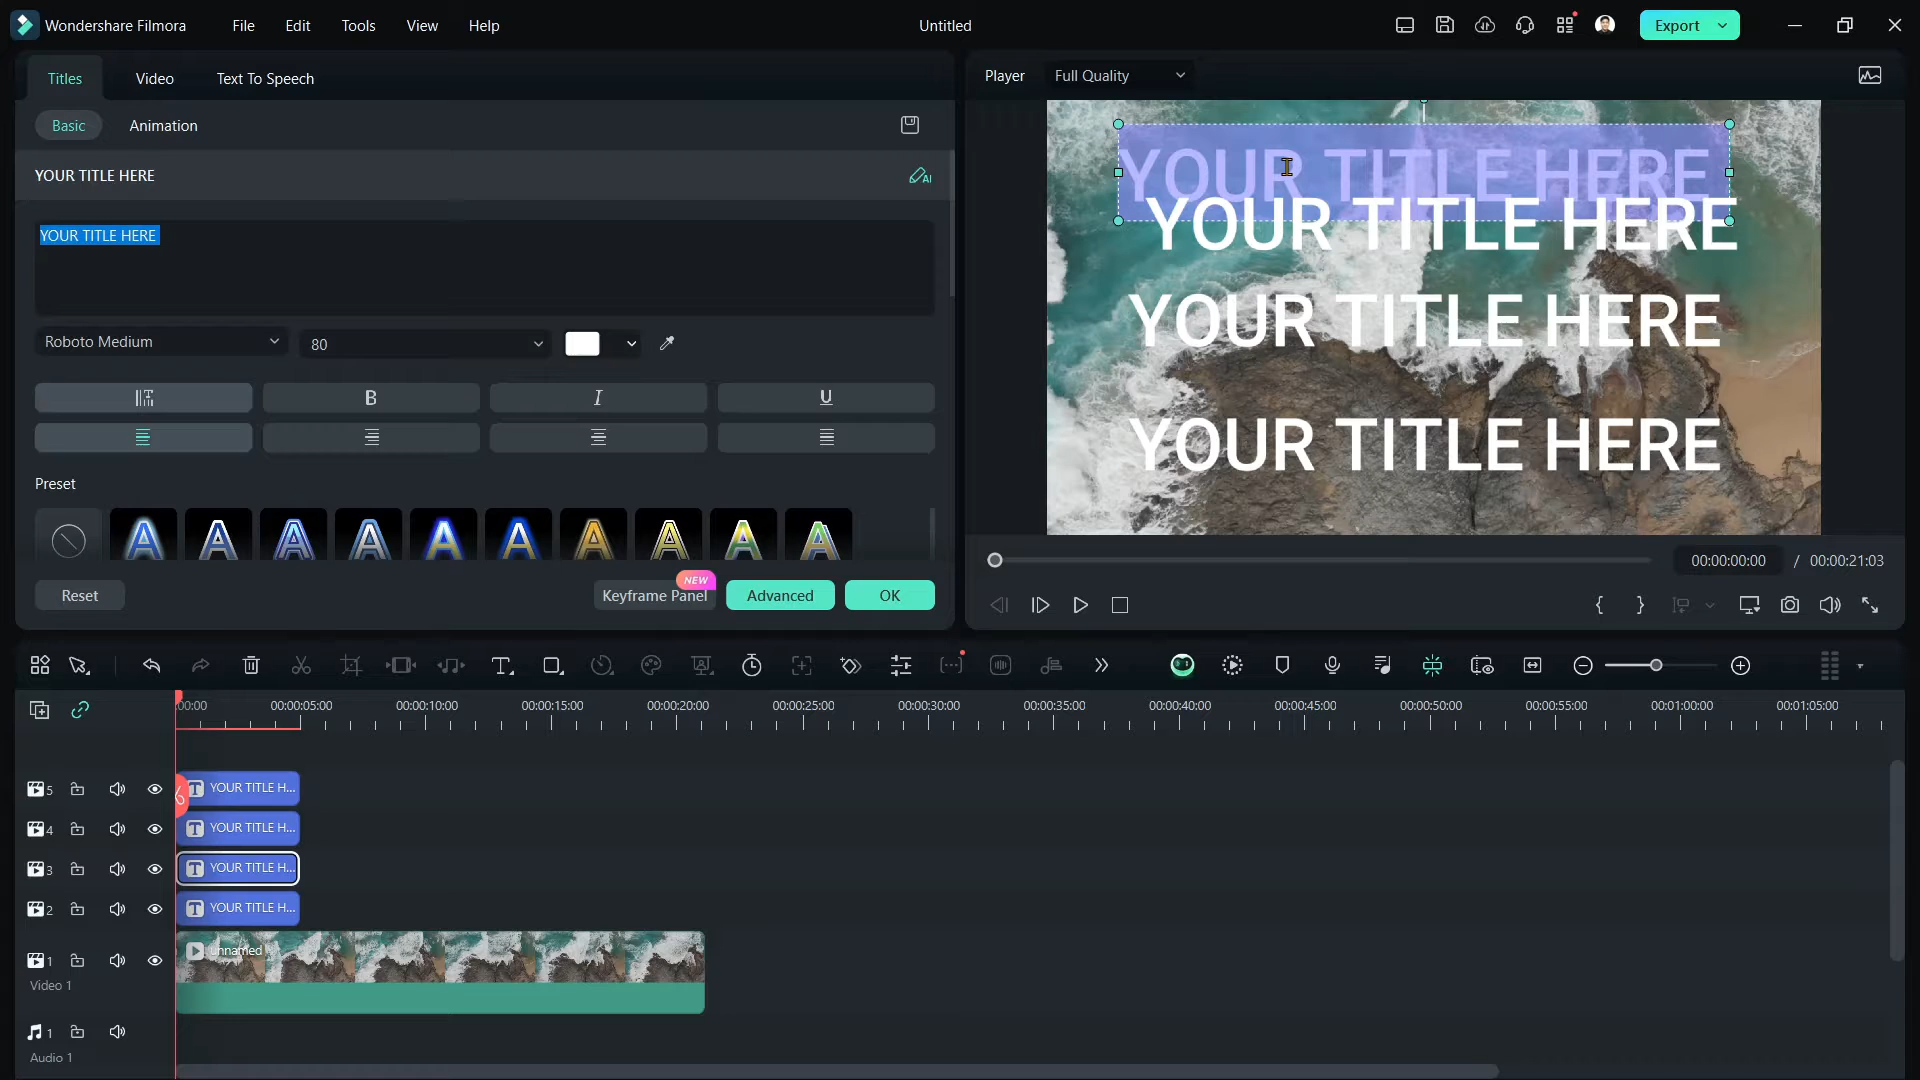 Wondershare Filmora File Edit Tools View Help Untitled Export
Titles Video Text To Speech
Basic Animation
YOUR TITLE HERE
YOUR TITLE HERE
Roboto Medium 80
B I U
Preset
A A A A A A A A A A
NEW
Reset Keyframe Panel Advanced OK
Player Full Quality
YOUR TITLE HERE
YOUR TITLE HERE
YOUR TITLE HERE
YOUR TITLE HERE
00:00:00:00 / 00:00:21:03
{ }
:00:00 00:00:05:00 00:00:10:00 00:00:15:00 00:00:20:00 00:00:25:00 00:00:30:00 00:00:35:00 00:00:40:00 00:00:45:00 00:00:50:00 00:00:55:00 00:01:00:00 00:01:05:00
5 T YOUR TITLE H...
4 T YOUR TITLE H...
3 T YOUR TITLE H...
2 T YOUR TITLE H...
1 unnamed
Video 1
1
Audio 1